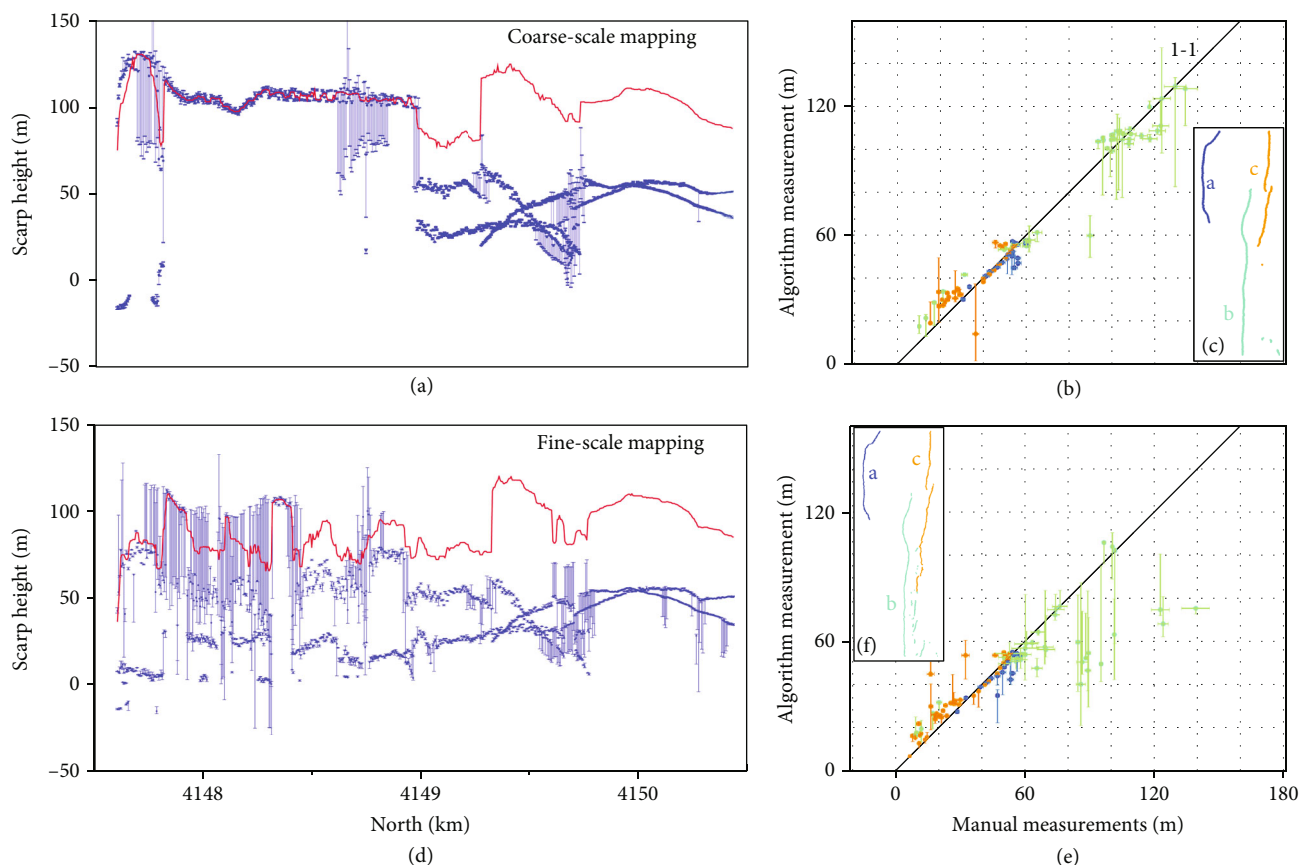 150
100
50
0
−50
Scarp height (m)
Coarse-scale mapping
(a)
120
60
0
Algorithm measurement (m)
1-1
a
c
b
(c)
(b)
150
100
50
0
−50
Scarp height (m)
Fine-scale mapping
4148
4149
4150
North (km)
(d)
120
60
0
Algorithm measurement (m)
a
c
b
(f)
0
60
120
180
Manual measurements (m)
(e)